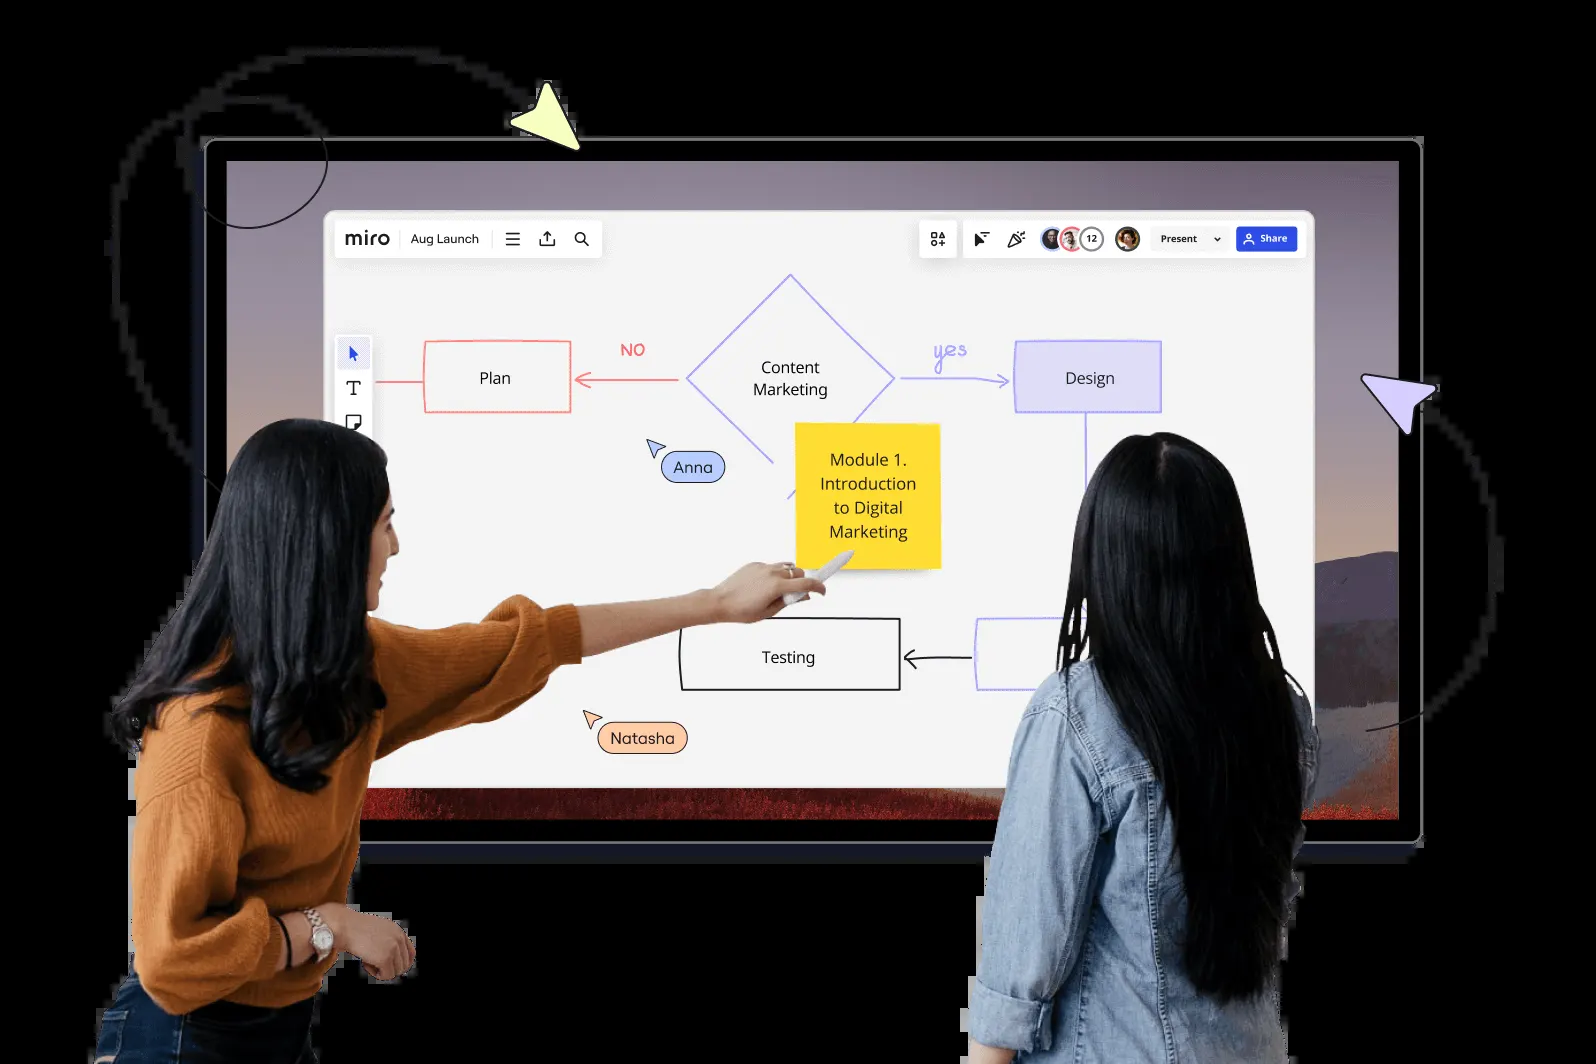 miro
Aug Launch
12
Present
Share
NO
yes
Plan
Content
Marketing
Design
T
Anna
Module 1.
Introduction
to Digital
Marketing
Testing
Natasha